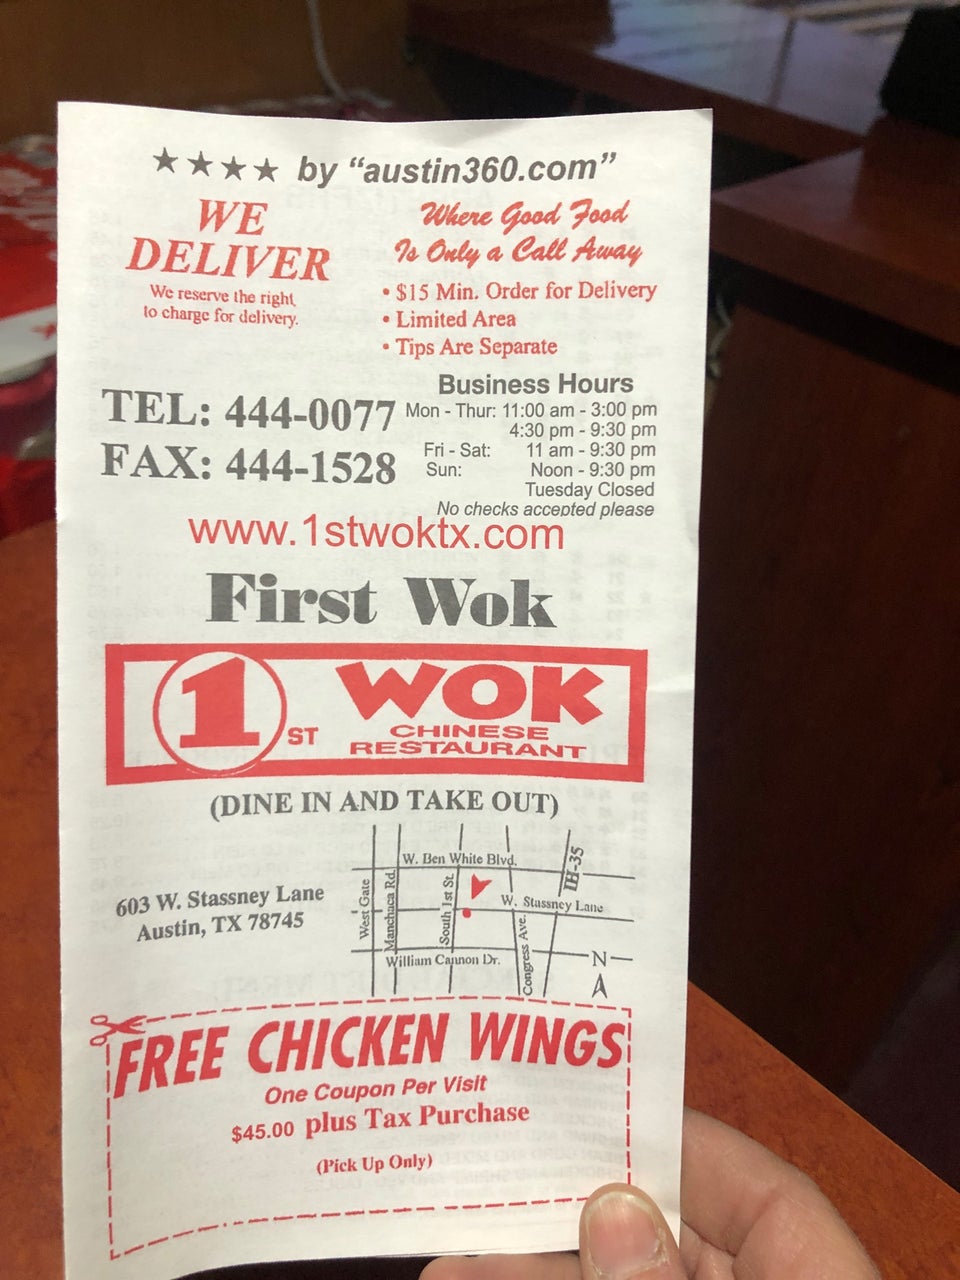 ★★★★ by "austin360.com"
WE
DELIVER
We reserve the right
to charge for delivery.
Where Good Food
Is Only a Call Away
• $15 Min. Order for Delivery
• Limited Area
• Tips Are Separate
TEL: 444-0077
FAX: 444-1528
Business Hours
Mon - Thur: 11:00 am - 3:00 pm
4:30 pm - 9:30 pm
Fri - Sat: 11 am - 9:30 pm
Sun: Noon - 9:30 pm
Tuesday Closed
No checks accepted please
www.1stwoktx.com
First Wok
1ST WOK
CHINESE
RESTAURANT
(DINE IN AND TAKE OUT)
603 W. Stassney Lane
Austin, TX 78745
W. Ben White Blvd.
IH-35
West Gate
Manchaca Rd.
South 1st St.
W. Stassney Lane
Congress Ave.
William Cannon Dr.
N
FREE CHICKEN WINGS
One Coupon Per Visit
$45.00 plus Tax Purchase
(Pick Up Only)